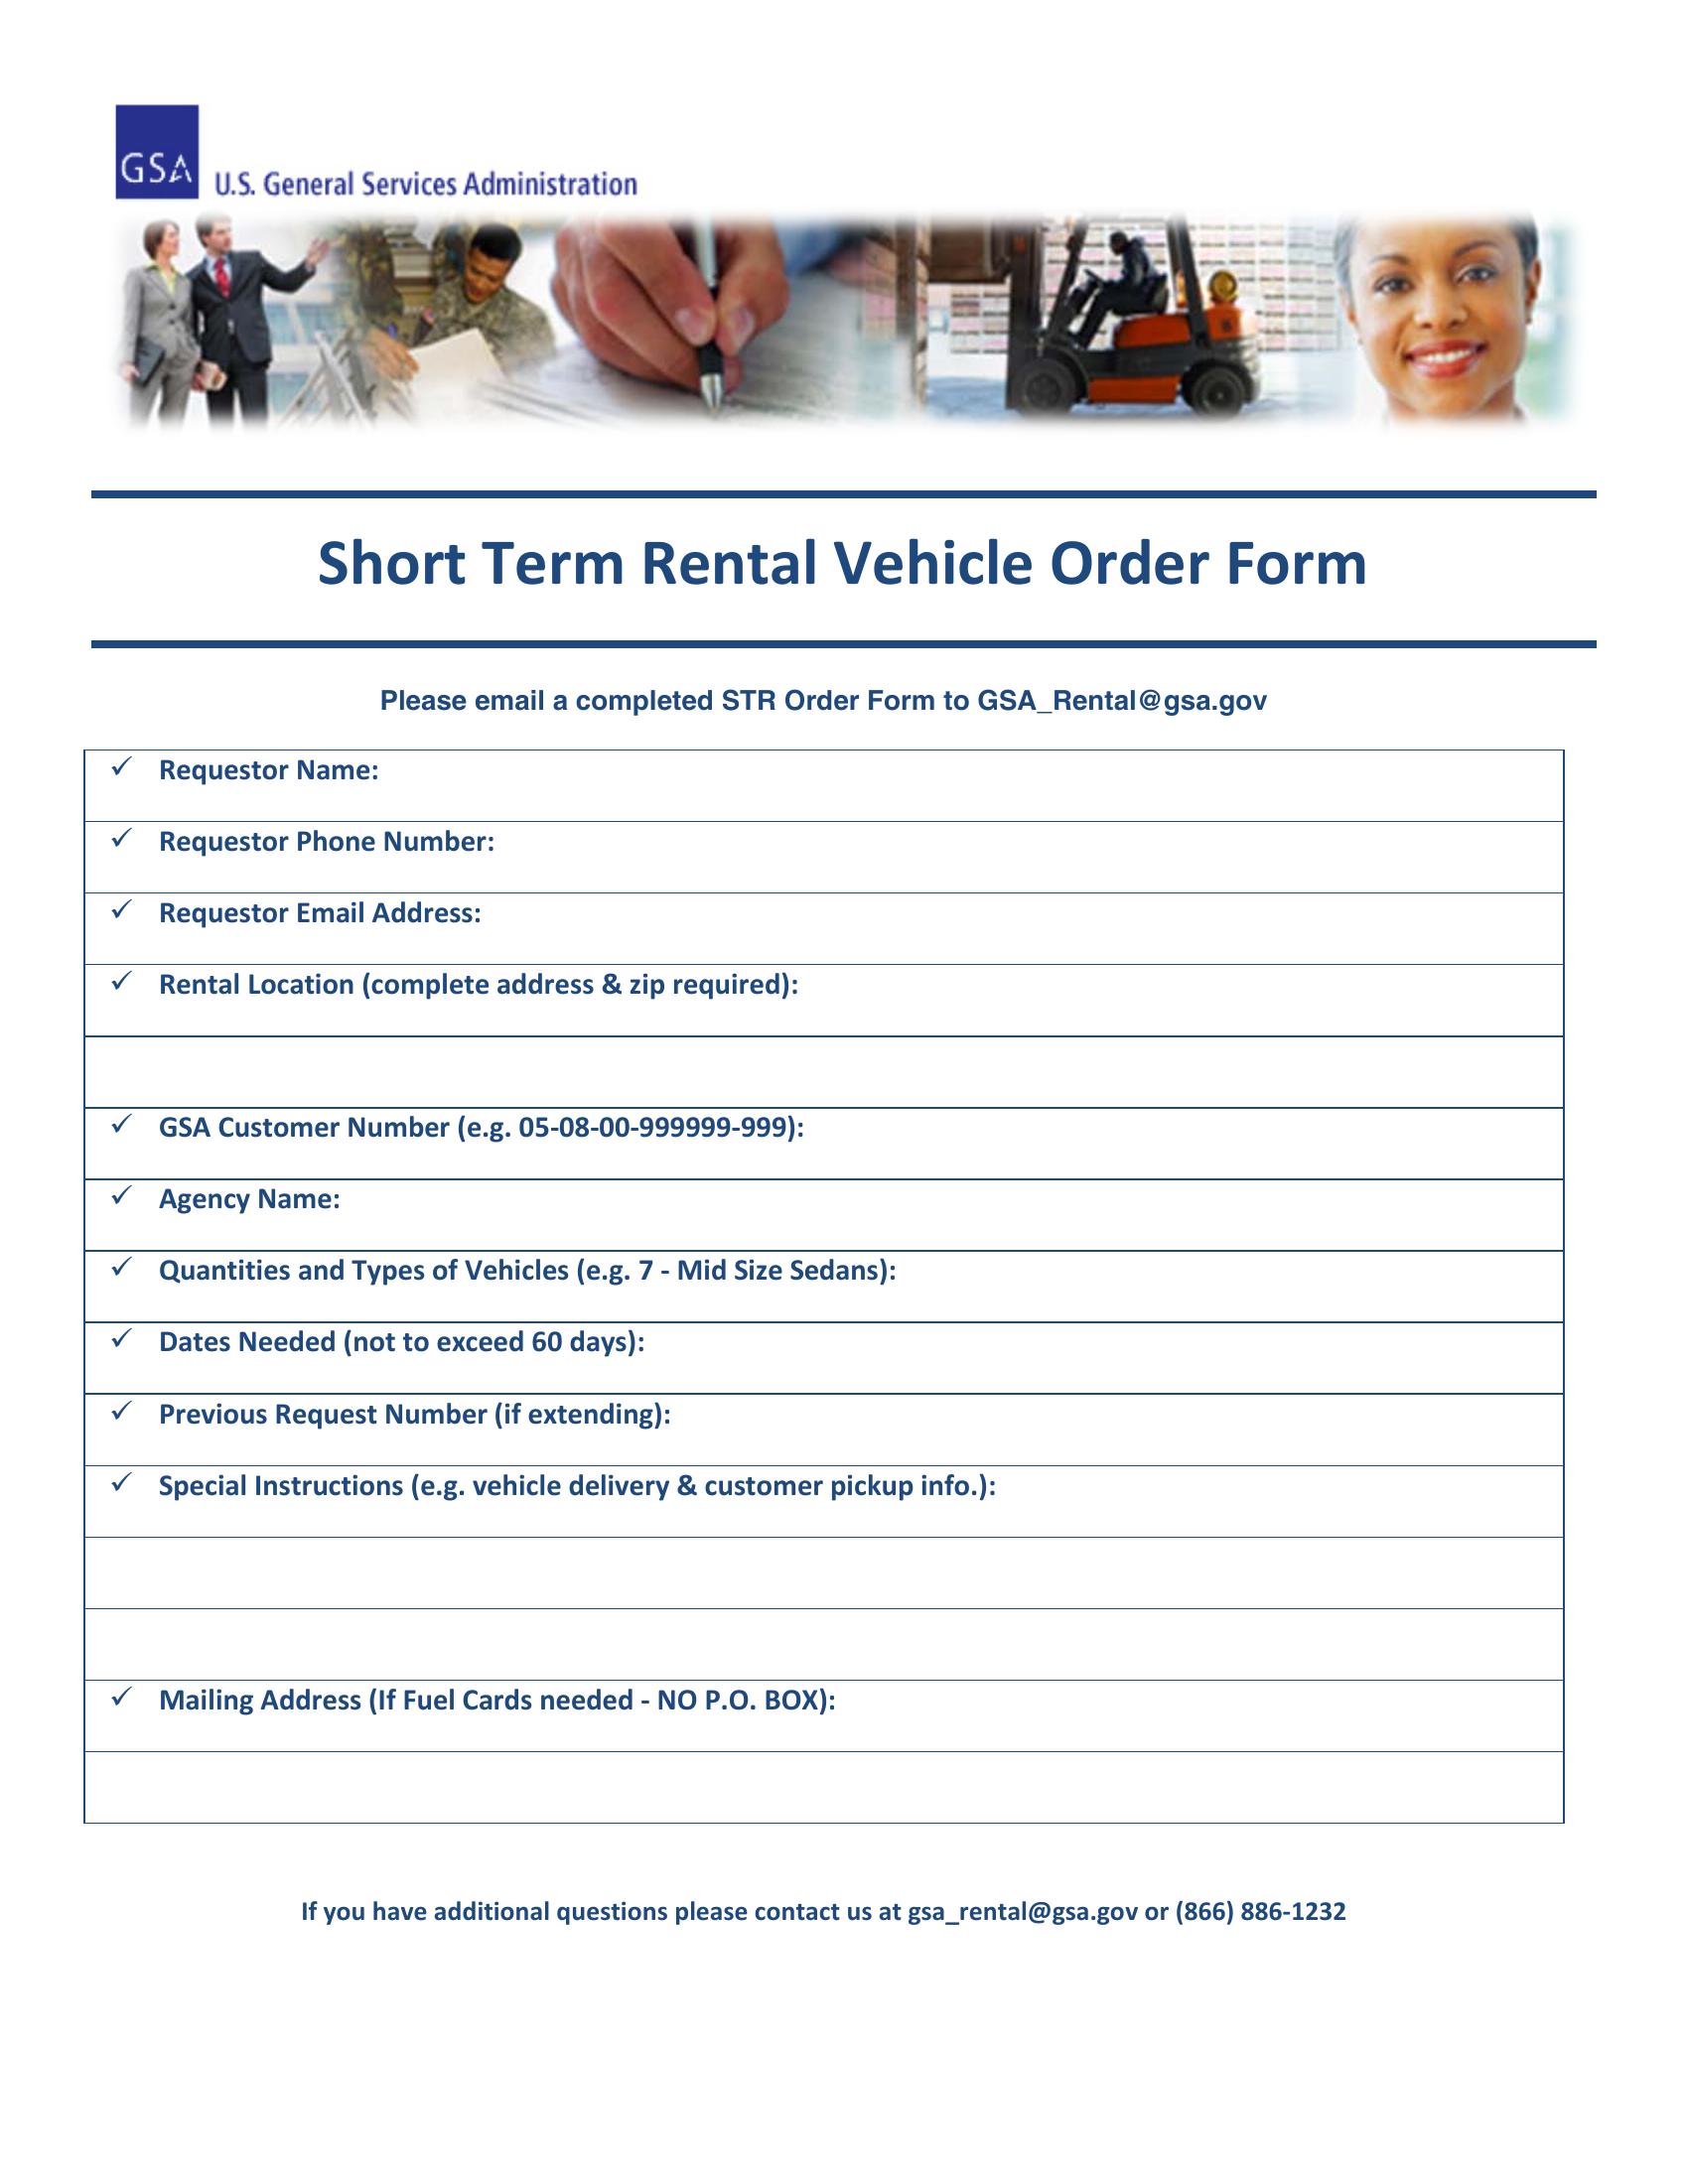 GSA
U.S. General Services Administration
Short Term Rental Vehicle Order Form
Please email a completed STR Order Form to GSA_Rental@gsa.gov
✓ Requestor Name:
✓ Requestor Phone Number:
✓ Requestor Email Address:
✓ Rental Location (complete address & zip required):
✓ GSA Customer Number (e.g. 05-08-00-999999-999):
✓ Agency Name:
✓ Quantities and Types of Vehicles (e.g. 7 - Mid Size Sedans):
✓ Dates Needed (not to exceed 60 days):
✓ Previous Request Number (if extending):
✓ Special Instructions (e.g. vehicle delivery & customer pickup info.):
✓ Mailing Address (If Fuel Cards needed - NO P.O. BOX):
If you have additional questions please contact us at gsa_rental@gsa.gov or (866) 886-1232